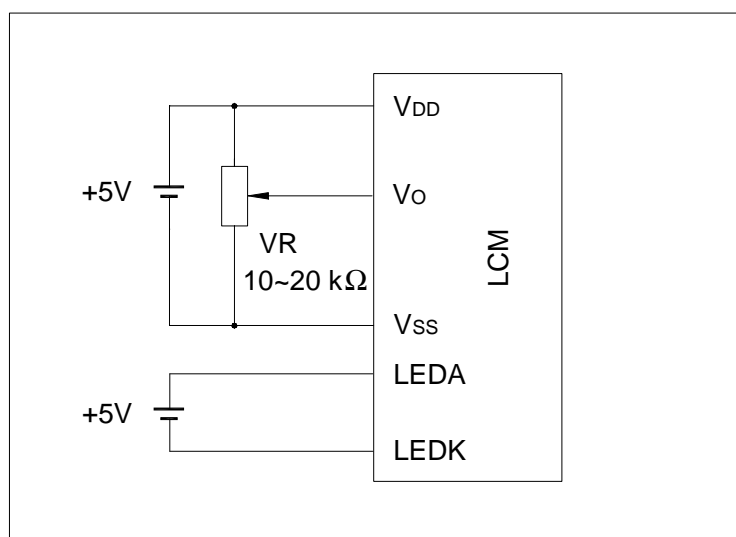 VDD
+5V
VO
VR
10~20 kΩ
LCM
VSS
LEDA
+5V
LEDK